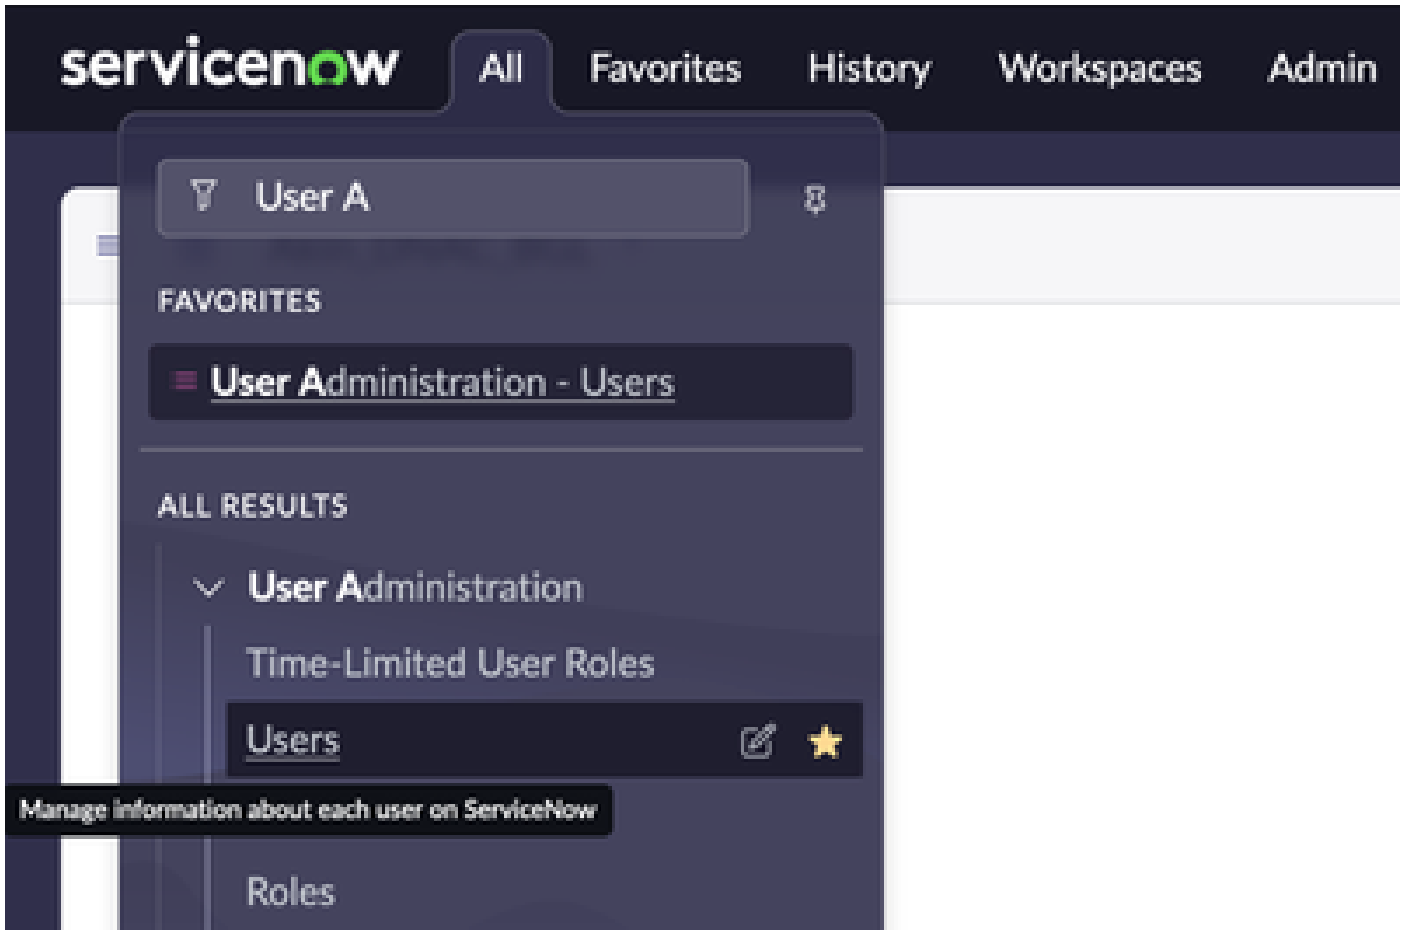 servicenow All Favorites History Workspaces Admin
User A
FAVORITES
User Administration - Users
ALL RESULTS
User Administration
Time-Limited User Roles
Users
Manage information about each user on ServiceNow
Roles